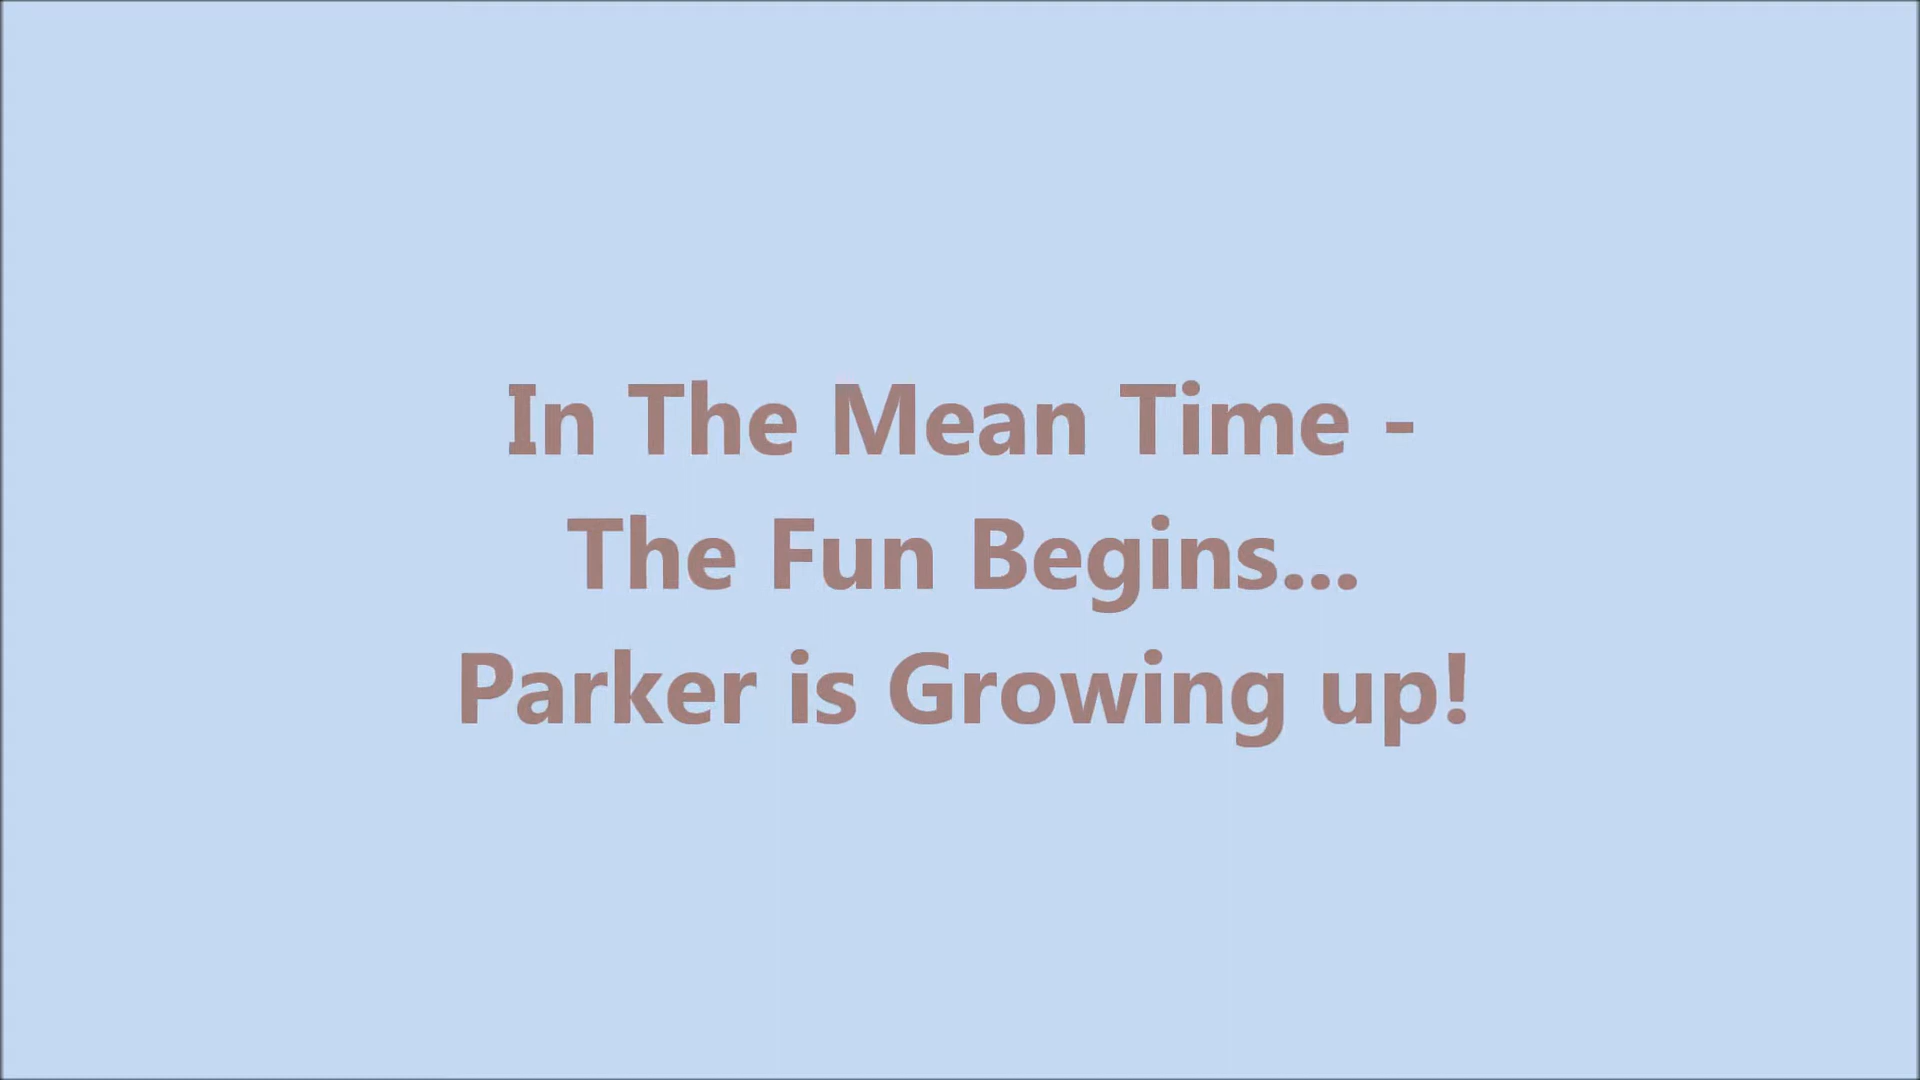 In The Mean Time -
The Fun Begins...
Parker is Growing up!